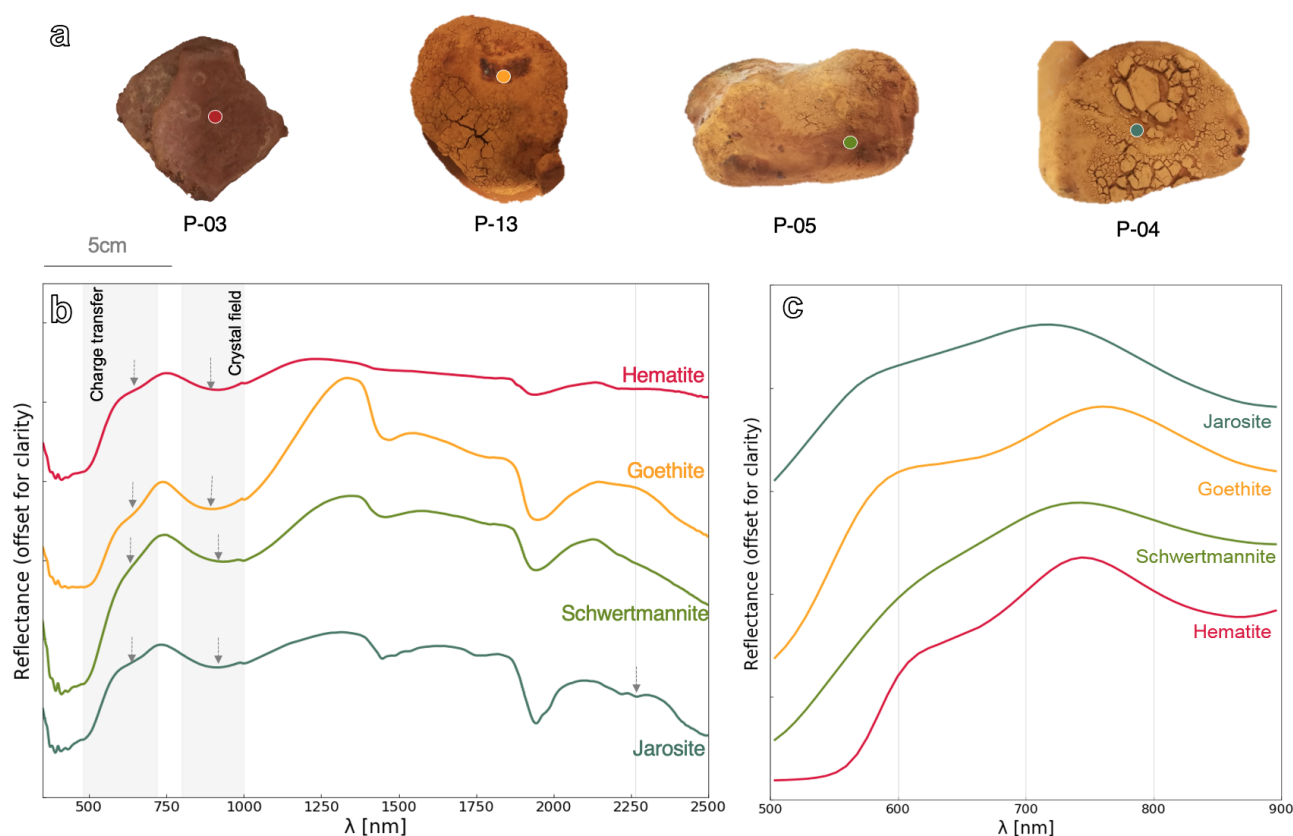 a
P-03
P-13
P-05
P-04
5cm
b
Charge transfer
Crystal field
Hematite
Goethite
Schwertmannite
Jarosite
Reflectance (offset for clarity)
500
750
1000
1250
1500
1750
2000
2250
2500
λ [nm]
c
Jarosite
Goethite
Schwertmannite
Hematite
Reflectance (offset for clarity)
500
600
700
800
900
λ [nm]